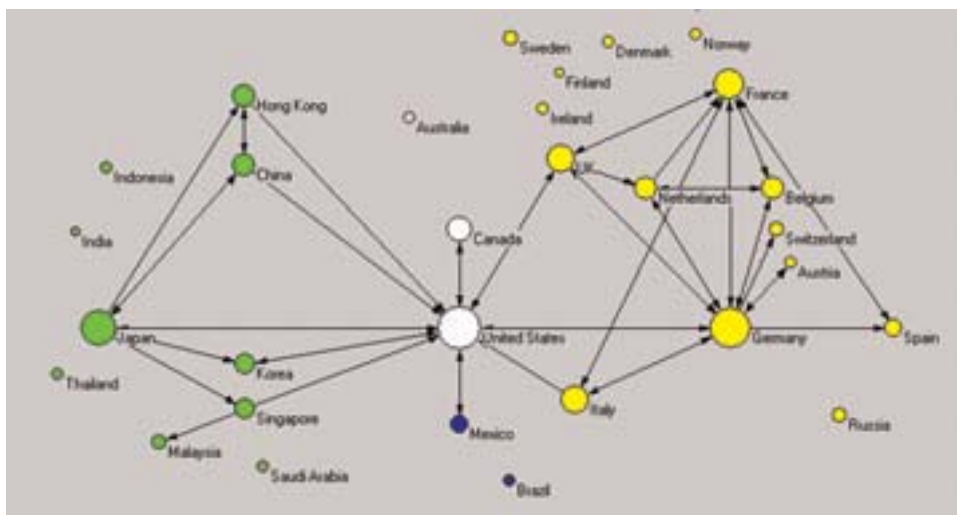 Sweden
Denmark
Norway
Finland
France
Hong Kong
Ireland
Australia
China
UK
Indonesia
Netherlands
Belgium
India
Canada
Switzerland
Austria
Japan
United States
Germany
Spain
Korea
Thailand
Singapore
Italy
Mexico
Russia
Malaysia
Saudi Arabia
Brazil